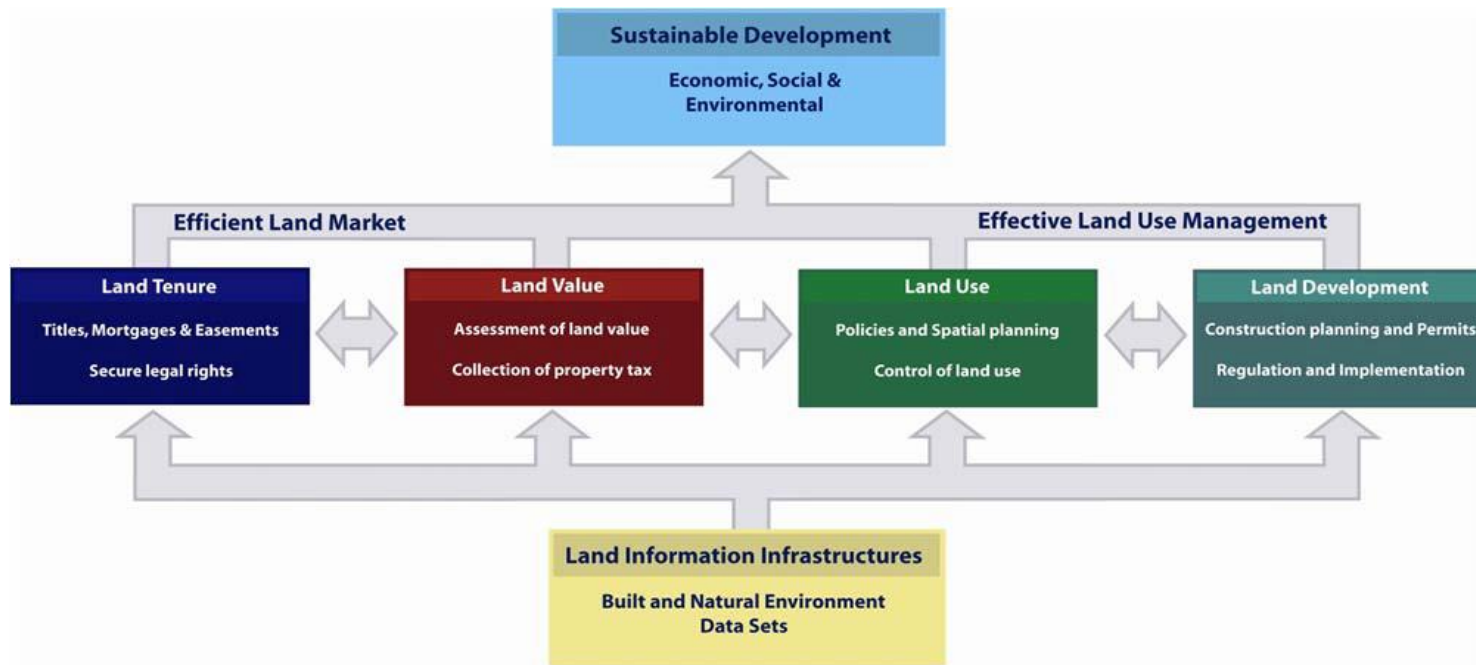 Sustainable Development
Economic, Social &
Environmental
Efficient Land Market
Effective Land Use Management
Land Tenure
Titles, Mortgages & Easements
Secure legal rights
Land Value
Assessment of land value
Collection of property tax
Land Use
Policies and Spatial planning
Control of land use
Land Development
Construction planning and Permits
Regulation and Implementation
Land Information Infrastructures
Built and Natural Environment
Data Sets